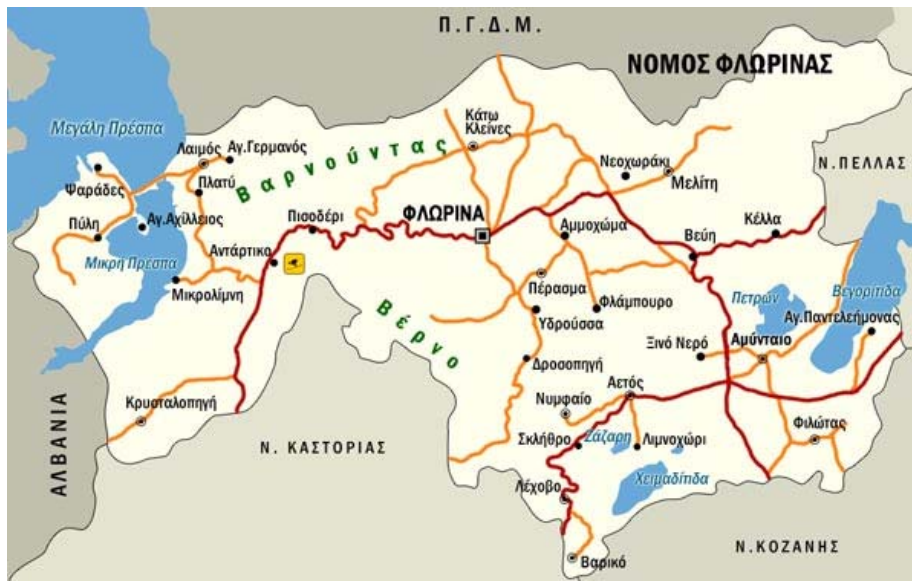 Π.Γ.Δ.Μ.
ΝΟΜΟΣ ΦΛΩΡΙΝΑΣ
Μεγάλη Πρέσπα
Κάτω
Κλείνες
Λαιμός
Αγ.Γερμανός
Βαρνούντας
Νεοχωράκι
Ν.ΠΕΛΛΑΣ
Ψαράδες
Πλατύ
Μελίτη
Πύλη
Αγ.Αχίλλειος
Πισοδέρι
ΦΛΩΡΙΝΑ
Αμμοχώμα
Κέλλα
Βεύη
Αντάρτικο
Μικρή Πρέσπα
Μικρολίμνη
Πέρασμα
Φλάμπουρο
Πετρών
Βεγορίτιδα
Υδρούσσα
Αγ.Παντελεήμονας
Βέρνο
Ξινό Νερό
Αμύνταιο
Δροσοπηγή
Αετός
Κρυσταλοπηγή
Νυμφαίο
Φιλώτας
ΑΛΒΑΝΙΑ
Ν. ΚΑΣΤΟΡΙΑΣ
Σκλήθρο
Ζάζαρη
Λιμνοχώρι
Χειμαδίτιδα
Λέχοβο
Ν.ΚΟΖΑΝΗΣ
Βαρικό